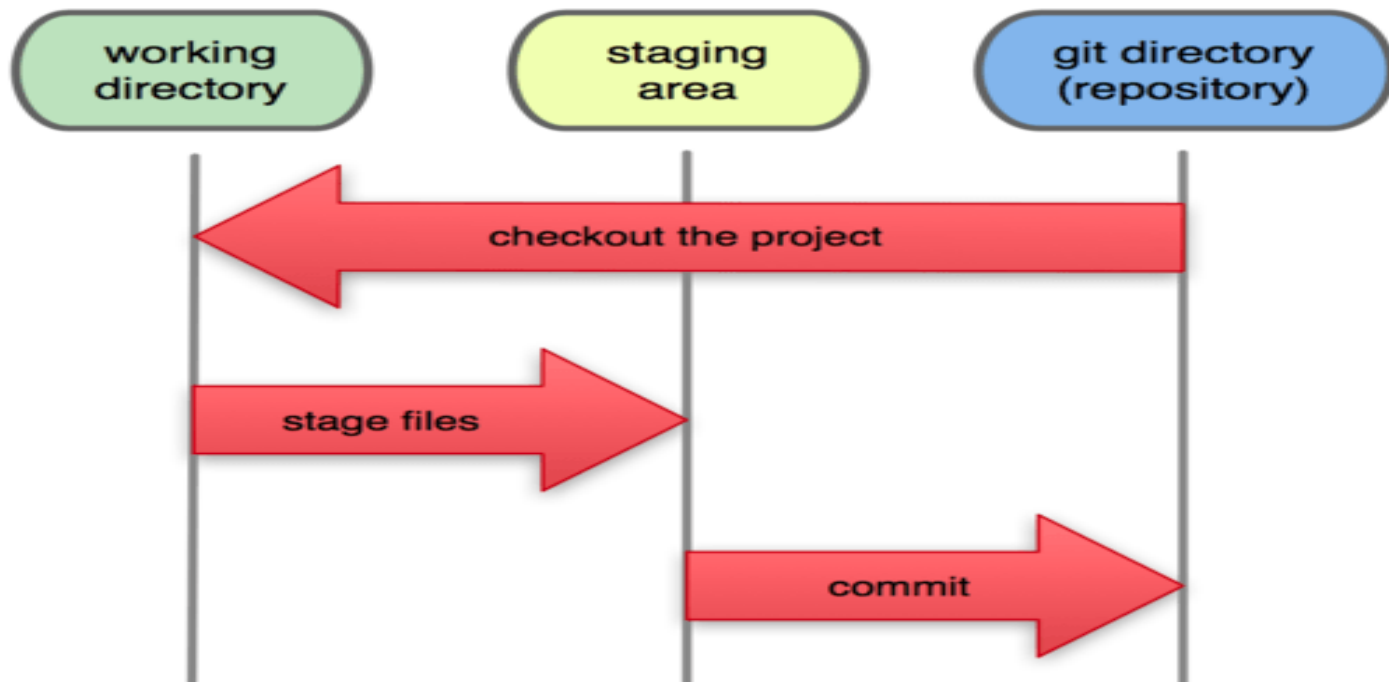 working
directory
staging
area
git directory
(repository)
checkout the project
stage files
commit